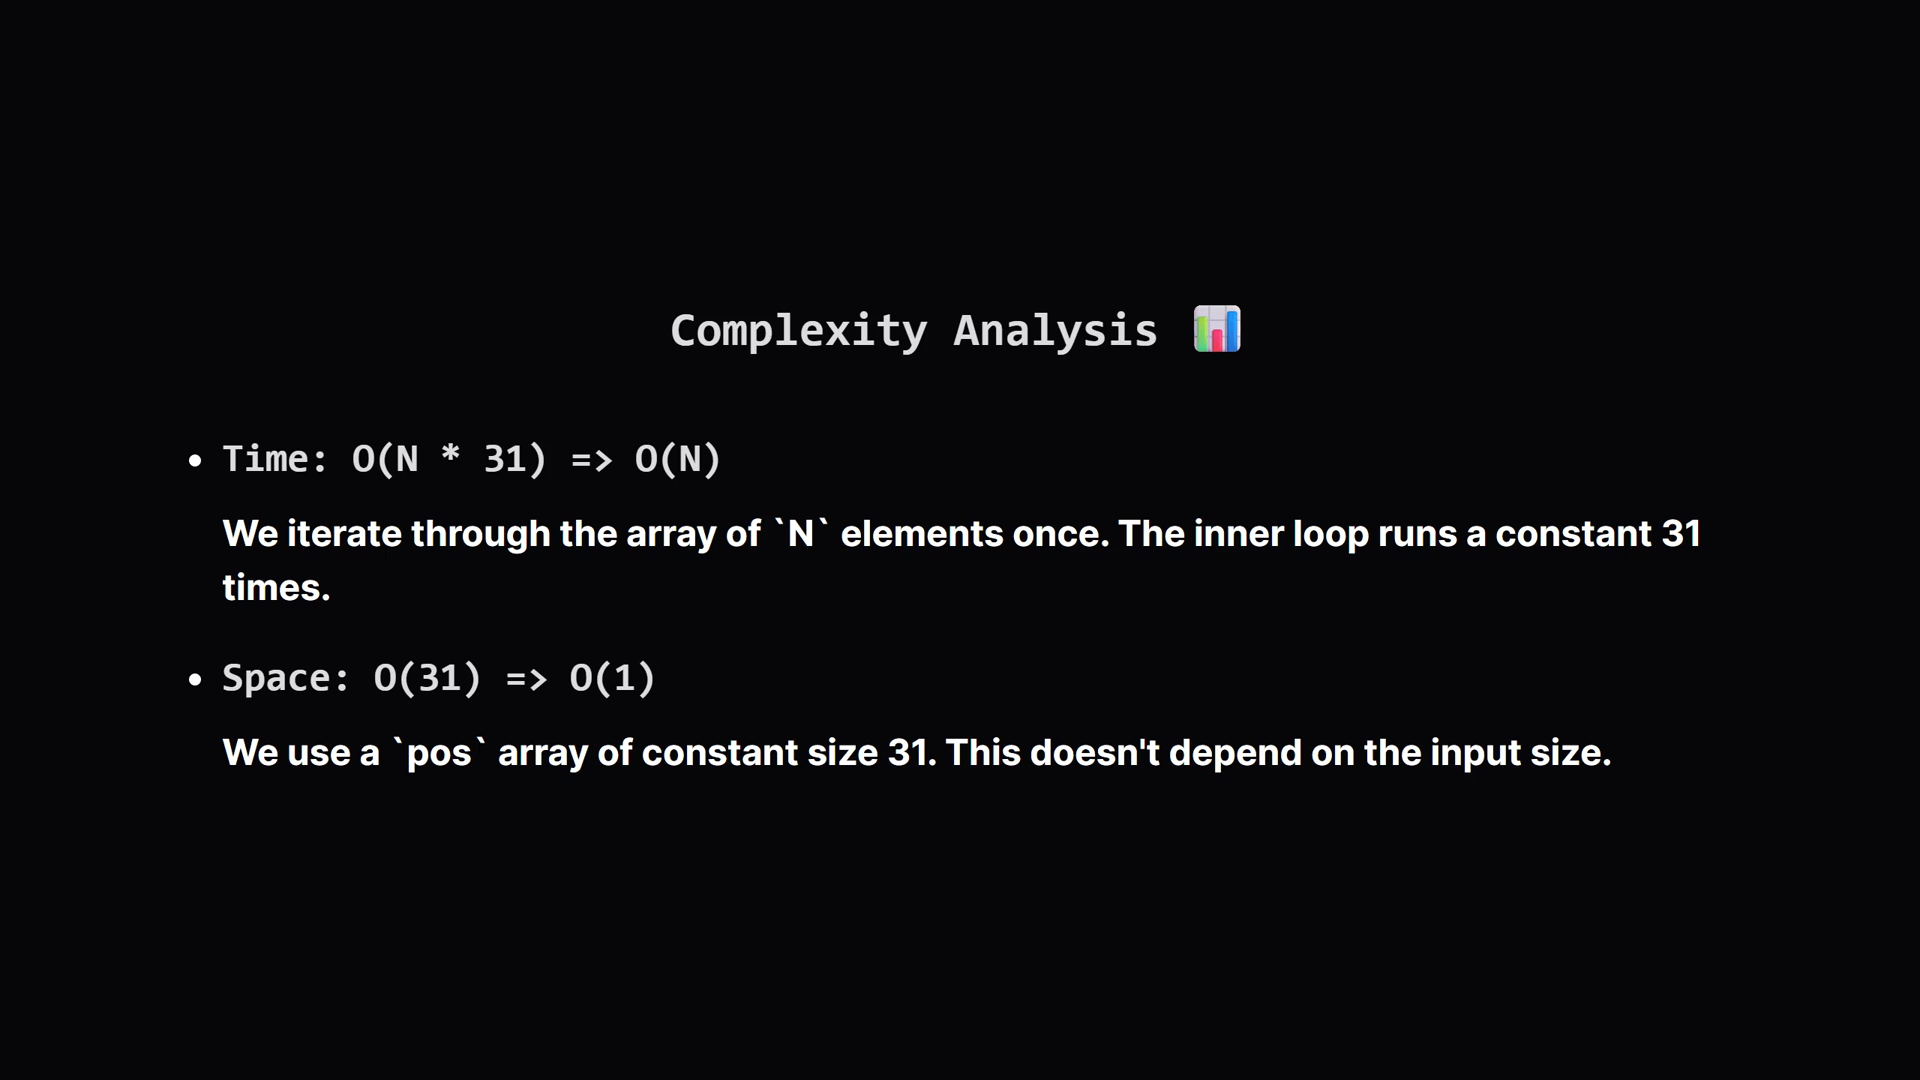 Complexity Analysis 📊
• Time: O(N * 31) => O(N)
We iterate through the array of `N` elements once. The inner loop runs a constant 31
times.
• Space: O(31) => O(1)
We use a `pos` array of constant size 31. This doesn't depend on the input size.